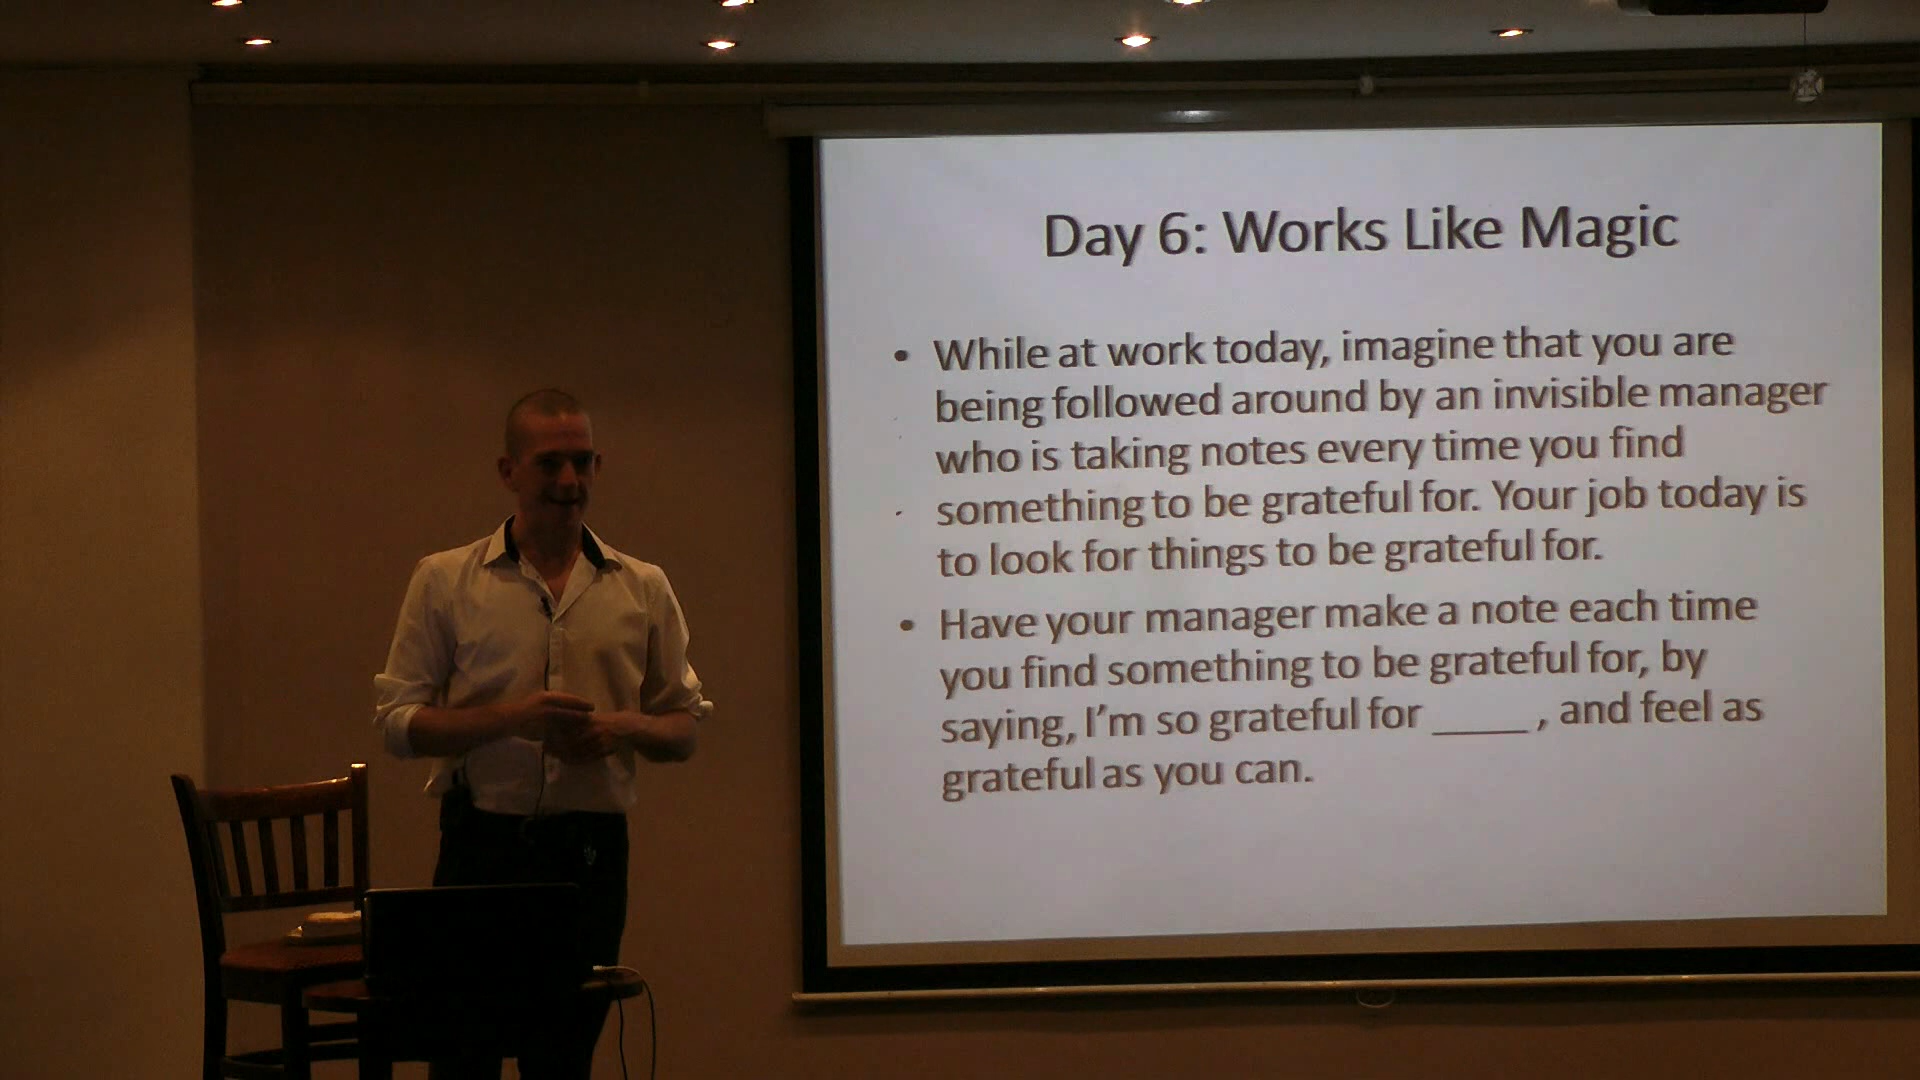 Day 6: Works Like Magic
• While at work today, imagine that you are
being followed around by an invisible manager
who is taking notes every time you find
something to be grateful for. Your job today is
to look for things to be grateful for.
• Have your manager make a note each time
you find something to be grateful for, by
saying, I'm so grateful for ____ , and feel as
grateful as you can.